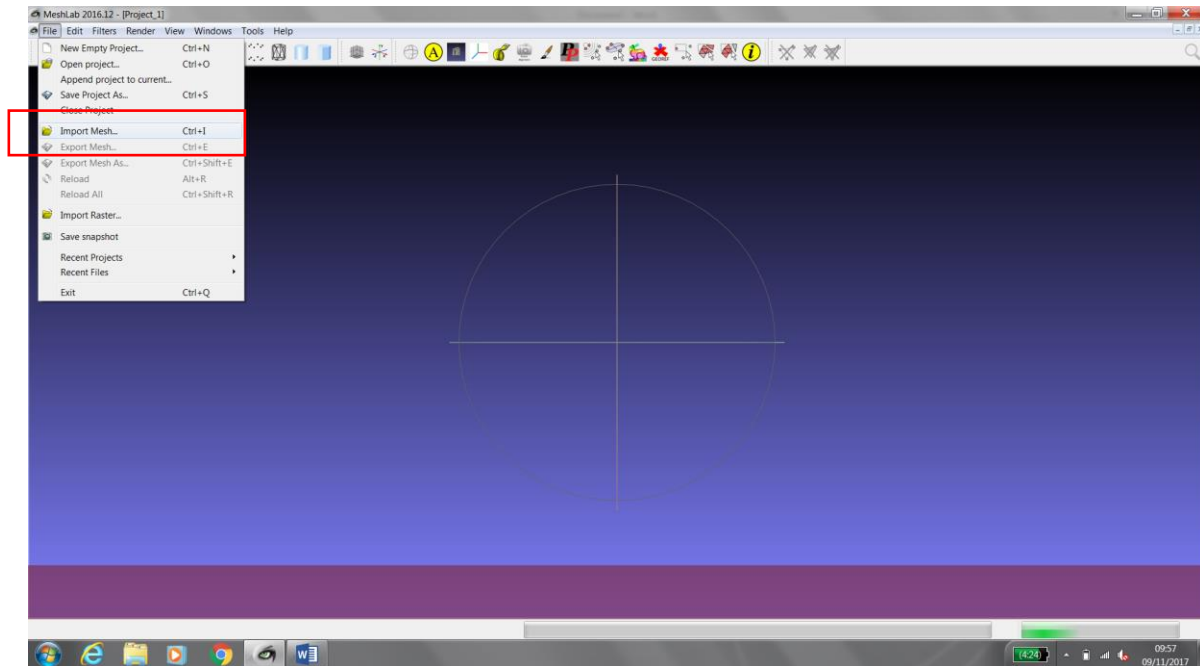 MeshLab 2016.12 - [Project_1]
File Edit Filters Render View Windows Tools Help
New Empty Project... Ctrl+N
Open project... Ctrl+O
Append project to current...
Save Project As... Ctrl+S
Close Project
Import Mesh... Ctrl+I
Export Mesh... Ctrl+E
Export Mesh As... Ctrl+Shift+E
Reload Alt+R
Reload All Ctrl+Shift+R
Import Raster...
Save snapshot
Recent Projects
Recent Files
Exit Ctrl+Q
A
GEOREF
i
W
(4:24)
09:57
09/11/2017